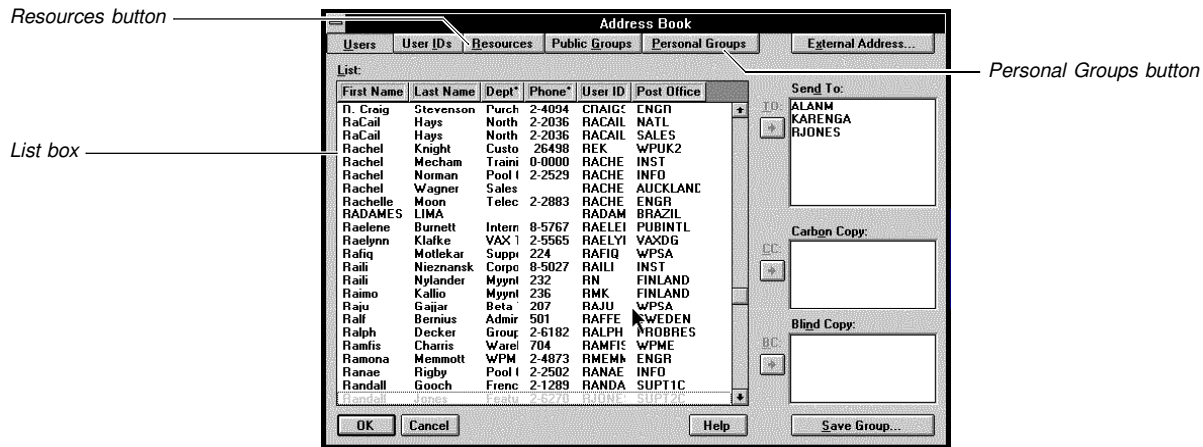 Resources button
Personal Groups button
List box
Address Book
Users User IDs Resources Public Groups Personal Groups External Address...
List:
First Name Last Name Dept* Phone* User ID Post Office
Stevenson Purch 2-4094 ENGR
RaCail Hays North 2-2036 RACAIL NATL
RaCail Hays North 2-2036 RACAIL SALES
Rachel Knight Custo 26498 REK WPUK2
Rachel Mecham Traini 0-0000 RACHE INST
Rachel Norman Pool 2-2529 RACHE INFO
Rachel Wagner Sales RACHE AUCKLAND
Rachelle Moon Telec 2-2883 RACHE ENGR
RADAMES LIMA RADAM BRAZIL
Raelene Burnett Intern 8-5767 RAELEI PUBINTL
Raelynn Klafke VAX 2-5565 RAELYI VAXDG
Rafiq Motlekar Supp 224 RAFIQ WPSA
Raili Nieznansk Corpo 8-5027 RAILI INST
Raili Nylander Myynt 232 RN FINLAND
Raimo Kallio Myynt 236 RMK FINLAND
Raju Gajjar Beta 207 RAJU WPSA
Ralf Bernius Admir 501 RAFFE SWEDEN
Ralph Decker Group 2-6182 RALPH PROBRES
Ramfis Charris Warel 704 RAMFIS WPME
Ramona Memmott WPM 2-4873 RMEMM ENGR
Ranae Rigby Pool 2-2502 RANAE INFO
Randall Gooch Frenc 2-1289 RANDA SUPT1C
Randall Jones Featu 2-6270 RJONE SUPT2C
TO:
Send To:
ALANM
KARENGA
RJONES
CC:
Carbon Copy:
BC:
Blind Copy:
OK Cancel Help Save Group...